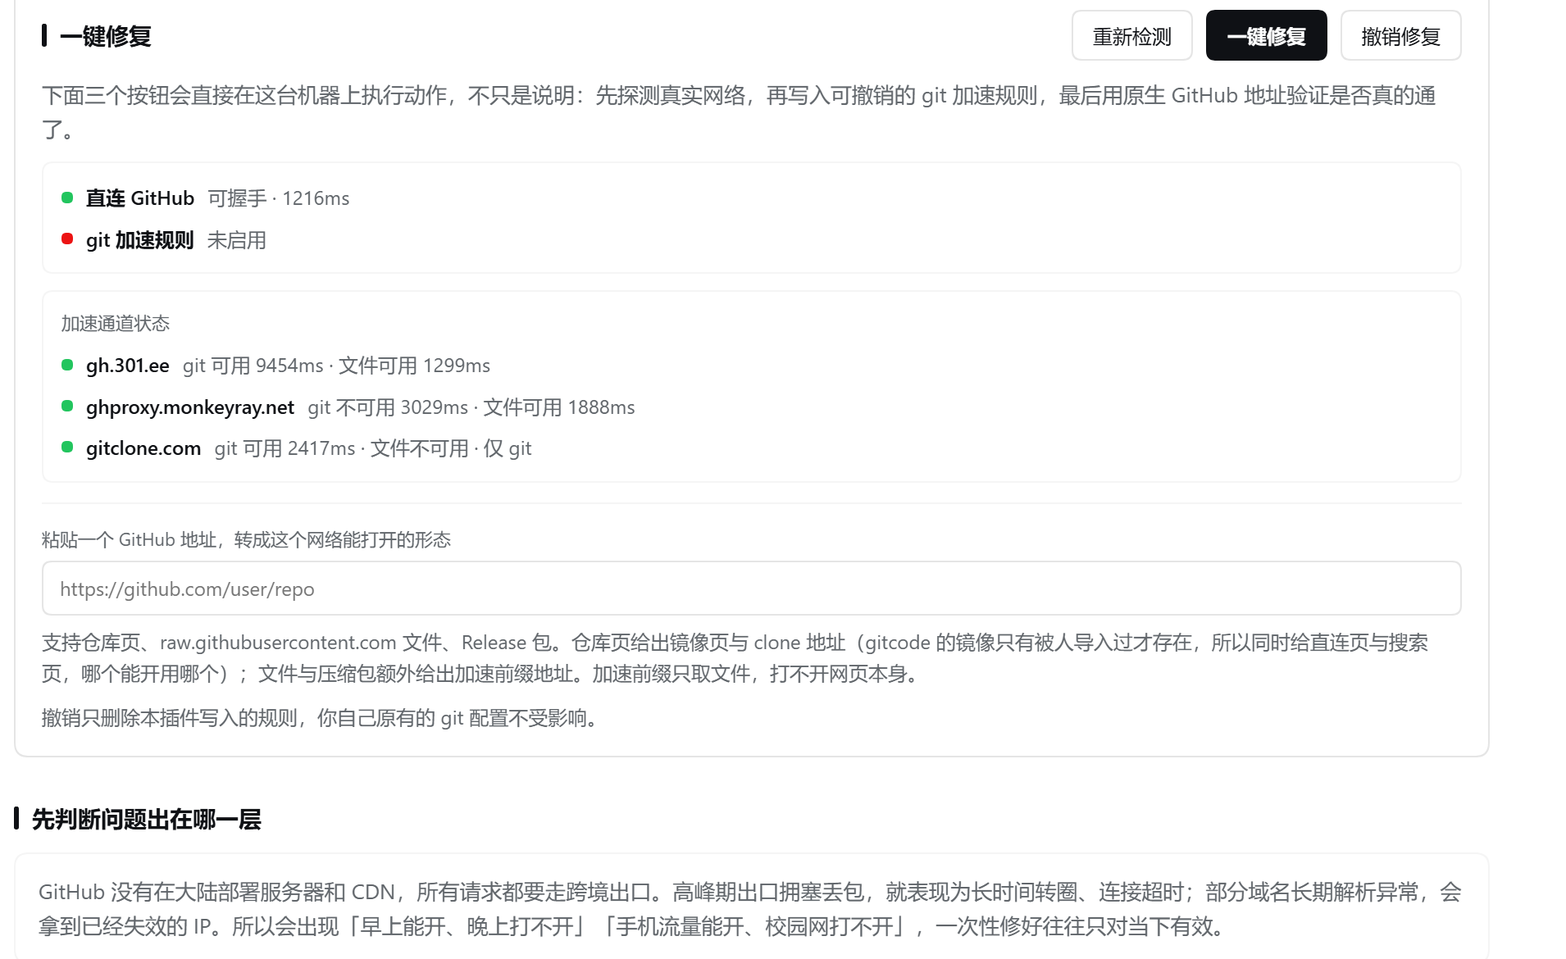 一键修复
重新检测
一键修复
撤销修复
下面三个按钮会直接在这台机器上执行动作，不只是说明：先探测真实网络，再写入可撤销的 git 加速规则，最后用原生 GitHub 地址验证是否真的通
了。
直连 GitHub 可握手 · 1216ms
git 加速规则 未启用
加速通道状态
gh.301.ee git 可用 9454ms · 文件可用 1299ms
ghproxy.monkeyray.net git 不可用 3029ms · 文件可用 1888ms
gitclone.com git 可用 2417ms · 文件不可用 · 仅 git
粘贴一个 GitHub 地址，转成这个网络能打开的形态
https://github.com/user/repo
支持仓库页、raw.githubusercontent.com 文件、Release 包。仓库页给出镜像页与 clone 地址（gitcode 的镜像只有被人导入过才存在，所以同时给直连页与搜索
页，哪个能开用哪个）；文件与压缩包额外给出加速前缀地址。加速前缀只取文件，打不开网页本身。
撤销只删除本插件写入的规则，你自己原有的 git 配置不受影响。
先判断问题出在哪一层
GitHub 没有在大陆部署服务器和 CDN，所有请求都要走跨境出口。高峰期出口拥塞丢包，就表现为长时间转圈、连接超时；部分域名长期解析异常，会
拿到已经失效的 IP。所以会出现「早上能开、晚上打不开」「手机流量能开、校园网打不开」，一次性修好往往只对当下有效。